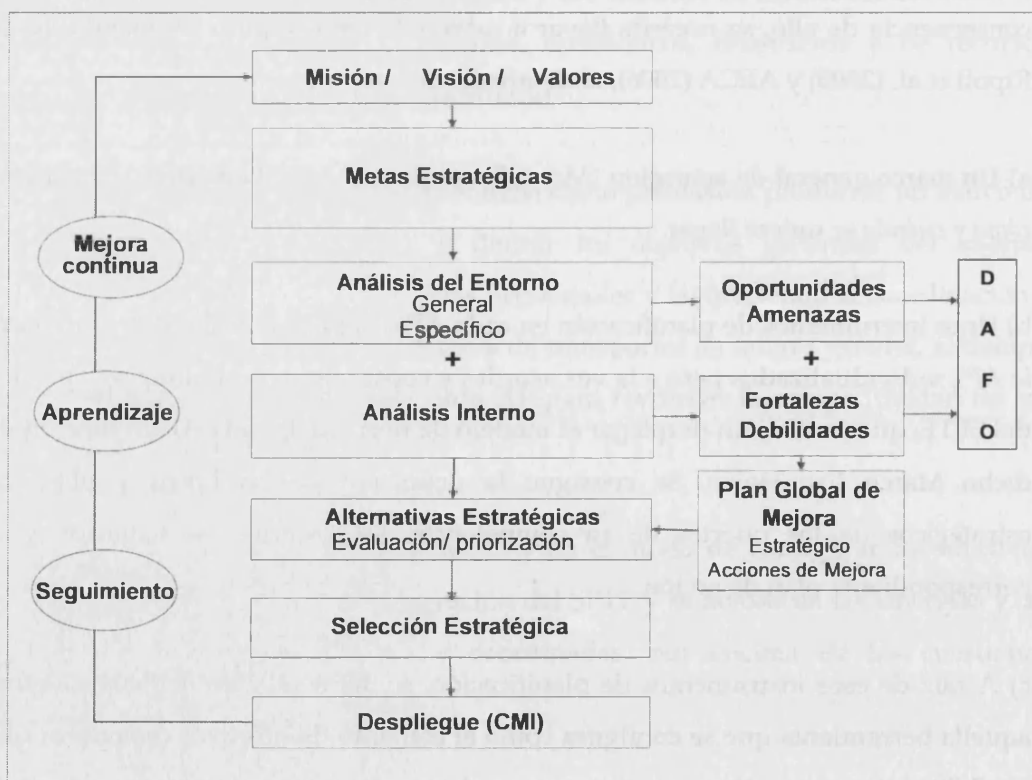 Misión / Visión / Valores
Metas Estratégicas
Mejora
continua
Análisis del Entorno
General
Específico
Oportunidades
Amenazas
D
A
F
O
+
+
Aprendizaje
Análisis Interno
Fortalezas
Debilidades
Plan Global de
Mejora
Estratégico
Acciones de Mejora
Alternativas Estratégicas
Evaluación priorización
Seguimiento
Selección Estratégica
Despliegue (CMI)